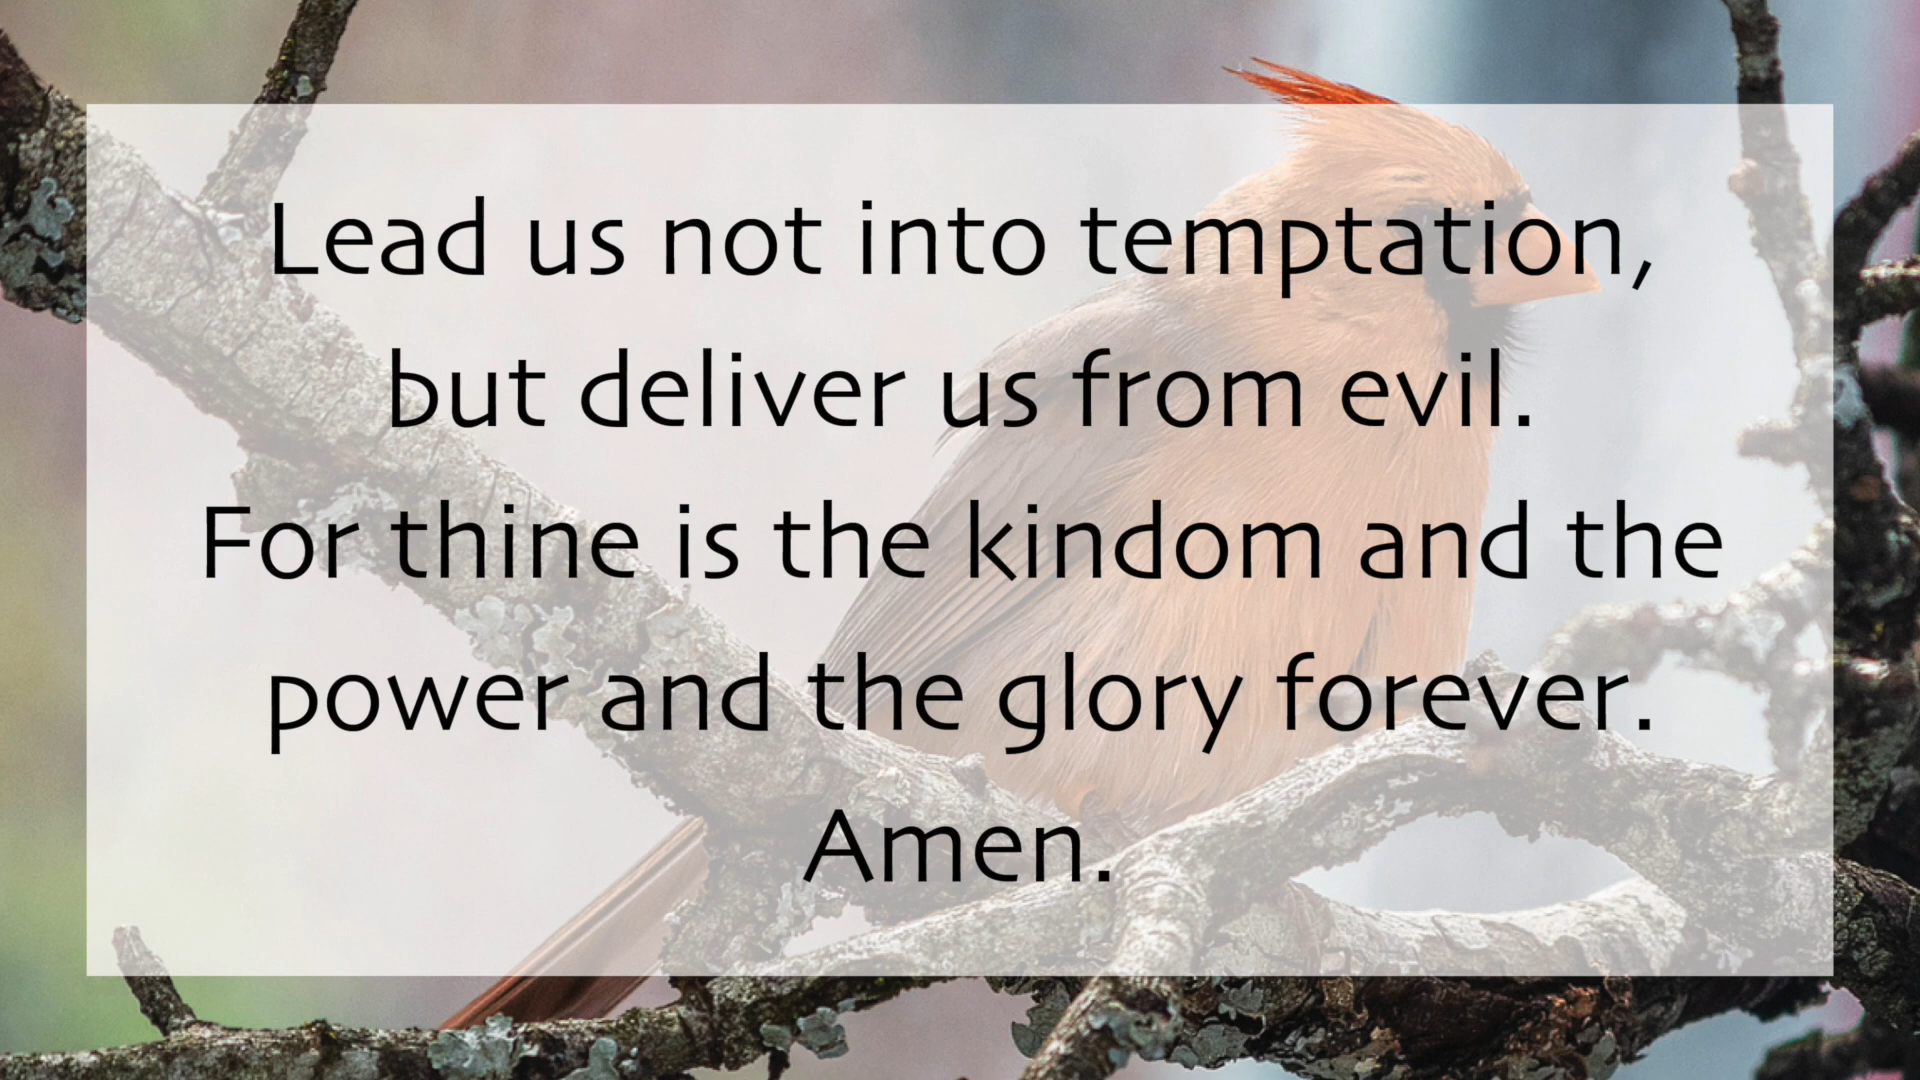 Lead us not into temptation,
but deliver us from evil.
For thine is the kindom and the
power and the glory forever.
Amen.